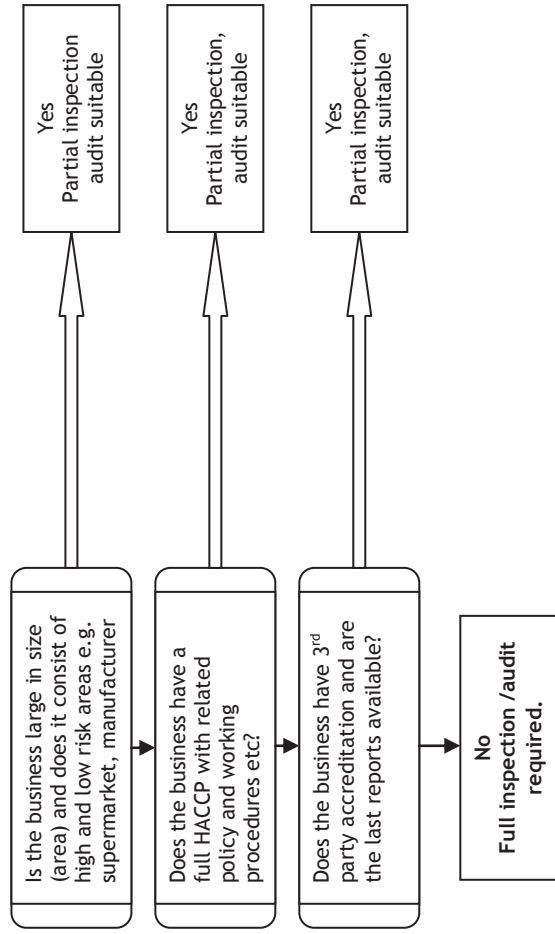 Is the business large in size
(area) and does it consist of
high and low risk areas e.g.
supermarket, manufacturer
Yes
Partial inspection
audit suitable
Does the business have a
full HACCP with related
policy and working
procedures etc?
Yes
Partial inspection,
audit suitable
Does the business have 3rd
party accreditation and are
the last reports available?
Yes
Partial inspection,
audit suitable
No
Full inspection /audit
required.